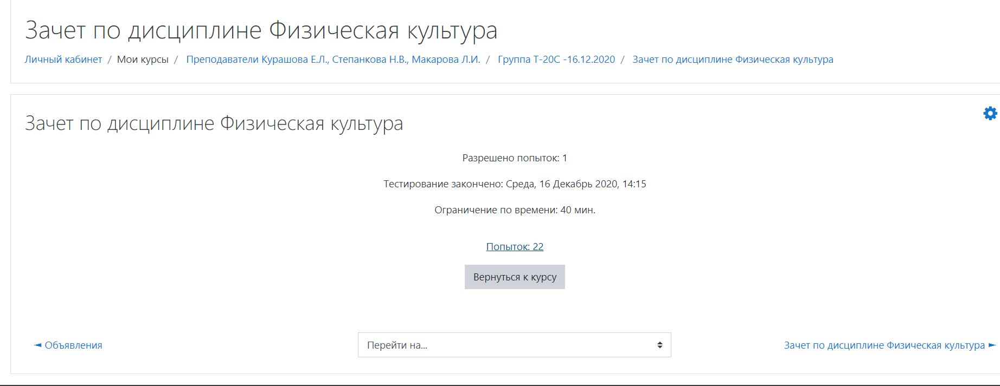 Зачет по дисциплине Физическая культура
Личный кабинет / Мои курсы / Преподаватели Курашова Е.Л., Степанкова Н.В., Макарова Л.И. / Группа Т-20С -16.12.2020 / Зачет по дисциплине Физическая культура
Зачет по дисциплине Физическая культура
Разрешено попыток: 1
Тестирование закончено: Среда, 16 Декабрь 2020, 14:15
Ограничение по времени: 40 мин.
Попыток: 22
Вернуться к курсу
◄ Объявления
Перейти на...
Зачет по дисциплине Физическая культура ►